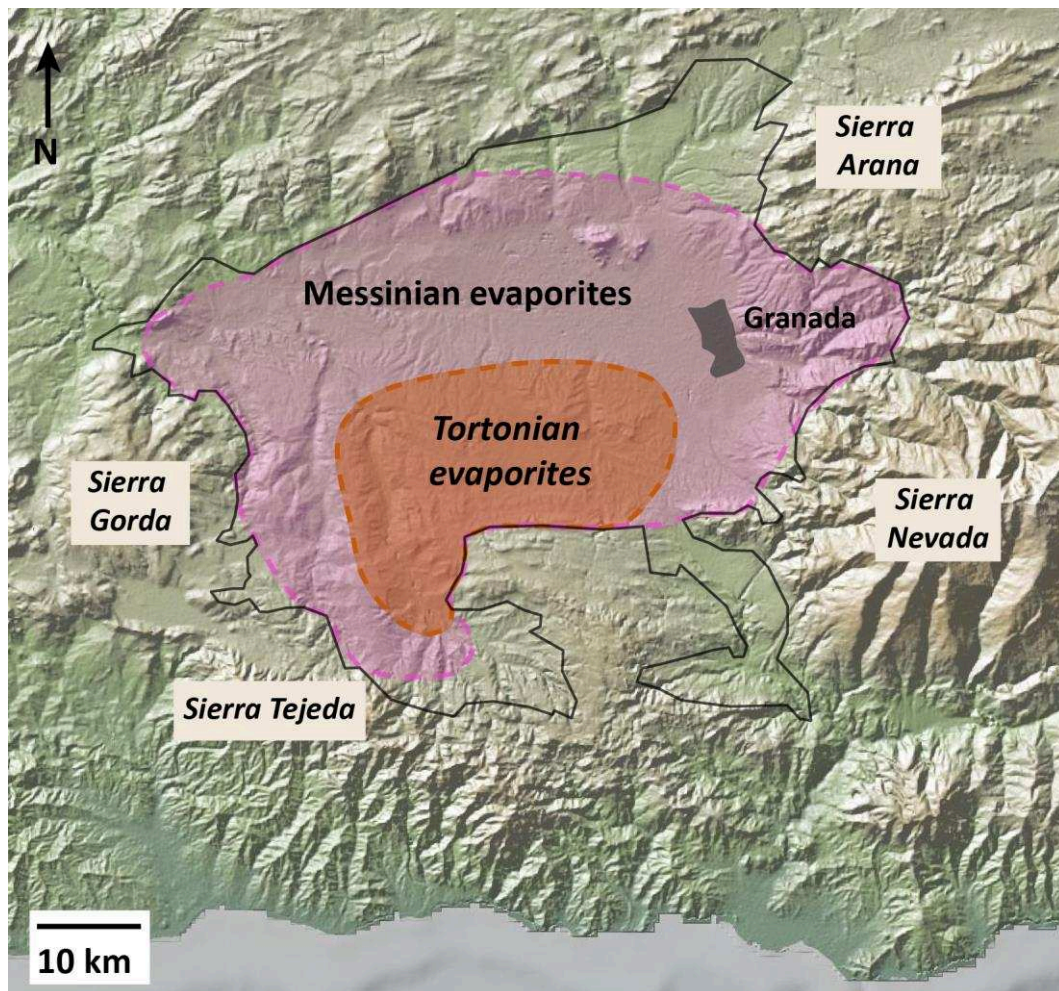 N
Sierra
Arana
Messinian evaporites
Granada
Tortonian
evaporites
Sierra
Gorda
Sierra
Nevada
Sierra Tejeda
10 km